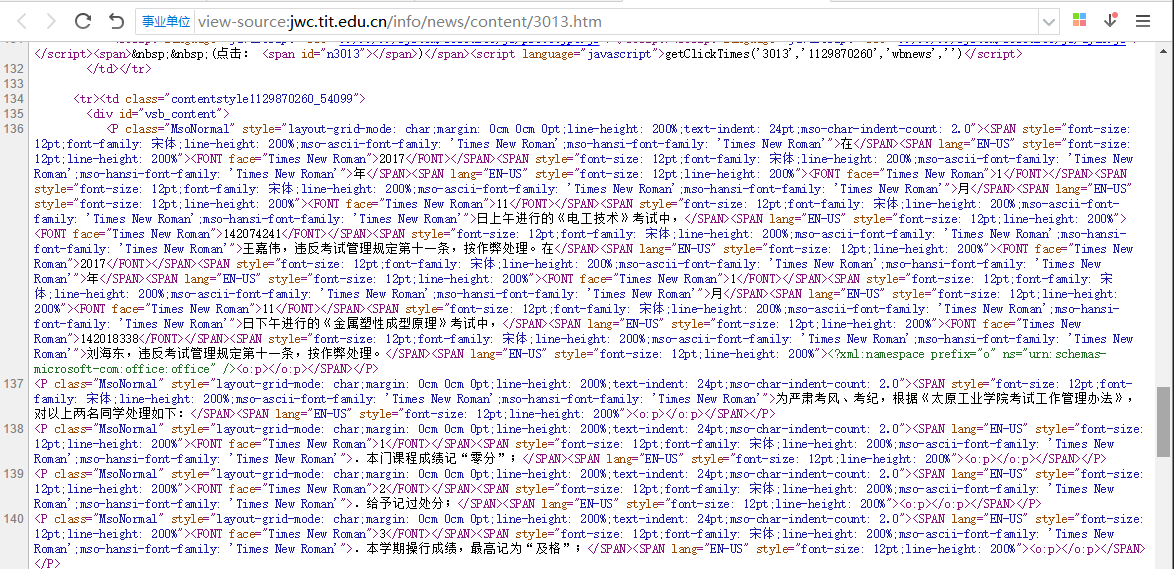 事业单位 view-source:jwc.tit.edu.cn/info/news/content/3013.htm
</script><span>&nbsp;&nbsp;(点击: <span id="n3013"></span>)</span><script language="javascript">getClickTimes('3013','1129870260','wbnews','')</script>
132 </td></tr>
133
134 <tr><td class="contentstyle1129870260_54099">
135 <div id="vsb_content">
136 <P class="MsoNormal" style="layout-grid-mode: char;margin: 0cm 0cm 0pt;line-height: 200%;text-indent: 24pt;mso-char-indent-count: 2.0"><SPAN style="font-size:
12pt;font-family: 宋体;line-height: 200%;mso-ascii-font-family: 'Times New Roman';mso-hansi-font-family: 'Times New Roman'">在</SPAN><SPAN lang="EN-US" style="font-size:
12pt;line-height: 200%"><FONT face="Times New Roman">2017</FONT></SPAN><SPAN style="font-size: 12pt;font-family: 宋体;line-height: 200%;mso-ascii-font-family: 'Times New
Roman';mso-hansi-font-family: 'Times New Roman'">年</SPAN><SPAN lang="EN-US" style="font-size: 12pt;line-height: 200%"><FONT face="Times New Roman">1</FONT></SPAN><SPAN
style="font-size: 12pt;font-family: 宋体;line-height: 200%;mso-ascii-font-family: 'Times New Roman';mso-hansi-font-family: 'Times New Roman'">月</SPAN><SPAN lang="EN-US"
style="font-size: 12pt;line-height: 200%"><FONT face="Times New Roman">11</FONT></SPAN><SPAN style="font-size: 12pt;font-family: 宋体;line-height: 200%;mso-ascii-font-
family: 'Times New Roman';mso-hansi-font-family: 'Times New Roman'">日上午进行的《电工技术》考试中，</SPAN><SPAN lang="EN-US" style="font-size: 12pt;line-height: 200%">
<FONT face="Times New Roman">142074241</FONT></SPAN><SPAN style="font-size: 12pt;font-family: 宋体;line-height: 200%;mso-ascii-font-family: 'Times New Roman';mso-hansi-
font-family: 'Times New Roman'">王嘉伟，违反考试管理规定第十一条，按作弊处理。在</SPAN><SPAN lang="EN-US" style="font-size: 12pt;line-height: 200%"><FONT face="Times New
Roman">2017</FONT></SPAN><SPAN style="font-size: 12pt;font-family: 宋体;line-height: 200%;mso-ascii-font-family: 'Times New Roman';mso-hansi-font-family: 'Times New
Roman'">年</SPAN><SPAN lang="EN-US" style="font-size: 12pt;line-height: 200%"><FONT face="Times New Roman">1</FONT></SPAN><SPAN style="font-size: 12pt;font-family: 宋
体;line-height: 200%;mso-ascii-font-family: 'Times New Roman';mso-hansi-font-family: 'Times New Roman'">月</SPAN><SPAN lang="EN-US" style="font-size: 12pt;line-height:
200%"><FONT face="Times New Roman">11</FONT></SPAN><SPAN style="font-size: 12pt;font-family: 宋体;line-height: 200%;mso-ascii-font-family: 'Times New Roman';mso-hansi-
font-family: 'Times New Roman'">日下午进行的《金属塑性成型原理》考试中，</SPAN><SPAN lang="EN-US" style="font-size: 12pt;line-height: 200%"><FONT face="Times New
Roman">142018338</FONT></SPAN><SPAN style="font-size: 12pt;font-family: 宋体;line-height: 200%;mso-ascii-font-family: 'Times New Roman';mso-hansi-font-family: 'Times New
Roman'">刘海东，违反考试管理规定第十一条，按作弊处理。</SPAN><SPAN lang="EN-US" style="font-size: 12pt;line-height: 200%"><?xml:namespace prefix="o" ns="urn:schemas-
microsoft-com:office:office" /><o:p></o:p></SPAN></P>
137 <P class="MsoNormal" style="layout-grid-mode: char;margin: 0cm 0cm 0pt;line-height: 200%;text-indent: 24pt;mso-char-indent-count: 2.0"><SPAN style="font-size: 12pt;font-
family: 宋体;line-height: 200%;mso-ascii-font-family: 'Times New Roman';mso-hansi-font-family: 'Times New Roman'">为严肃考风、考纪，根据《太原工业学院考试工作管理办法》，
对以上两名同学处理如下：</SPAN><SPAN lang="EN-US" style="font-size: 12pt;line-height: 200%"><o:p></o:p></SPAN></P>
138 <P class="MsoNormal" style="layout-grid-mode: char;margin: 0cm 0cm 0pt;line-height: 200%;text-indent: 24pt;mso-char-indent-count: 2.0"><SPAN lang="EN-US" style="font-size:
12pt;line-height: 200%"><FONT face="Times New Roman">1</FONT></SPAN><SPAN style="font-size: 12pt;font-family: 宋体;line-height: 200%;mso-ascii-font-family: 'Times New
Roman';mso-hansi-font-family: 'Times New Roman'">．本门课程成绩记“零分”；</SPAN><SPAN lang="EN-US" style="font-size: 12pt;line-height: 200%"><o:p></o:p></SPAN></P>
139 <P class="MsoNormal" style="layout-grid-mode: char;margin: 0cm 0cm 0pt;line-height: 200%;text-indent: 24pt;mso-char-indent-count: 2.0"><SPAN lang="EN-US" style="font-size:
12pt;line-height: 200%"><FONT face="Times New Roman">2</FONT></SPAN><SPAN style="font-size: 12pt;font-family: 宋体;line-height: 200%;mso-ascii-font-family: 'Times New
Roman';mso-hansi-font-family: 'Times New Roman'">．给予记过处分；</SPAN><SPAN lang="EN-US" style="font-size: 12pt;line-height: 200%"><o:p></o:p></SPAN></P>
140 <P class="MsoNormal" style="layout-grid-mode: char;margin: 0cm 0cm 0pt;line-height: 200%;text-indent: 24pt;mso-char-indent-count: 2.0"><SPAN lang="EN-US" style="font-size:
12pt;line-height: 200%"><FONT face="Times New Roman">3</FONT></SPAN><SPAN style="font-size: 12pt;font-family: 宋体;line-height: 200%;mso-ascii-font-family: 'Times New
Roman';mso-hansi-font-family: 'Times New Roman'">．本学期操行成绩，最高记为“及格”；</SPAN><SPAN lang="EN-US" style="font-size: 12pt;line-height: 200%"><o:p></o:p></SPAN>
</P>